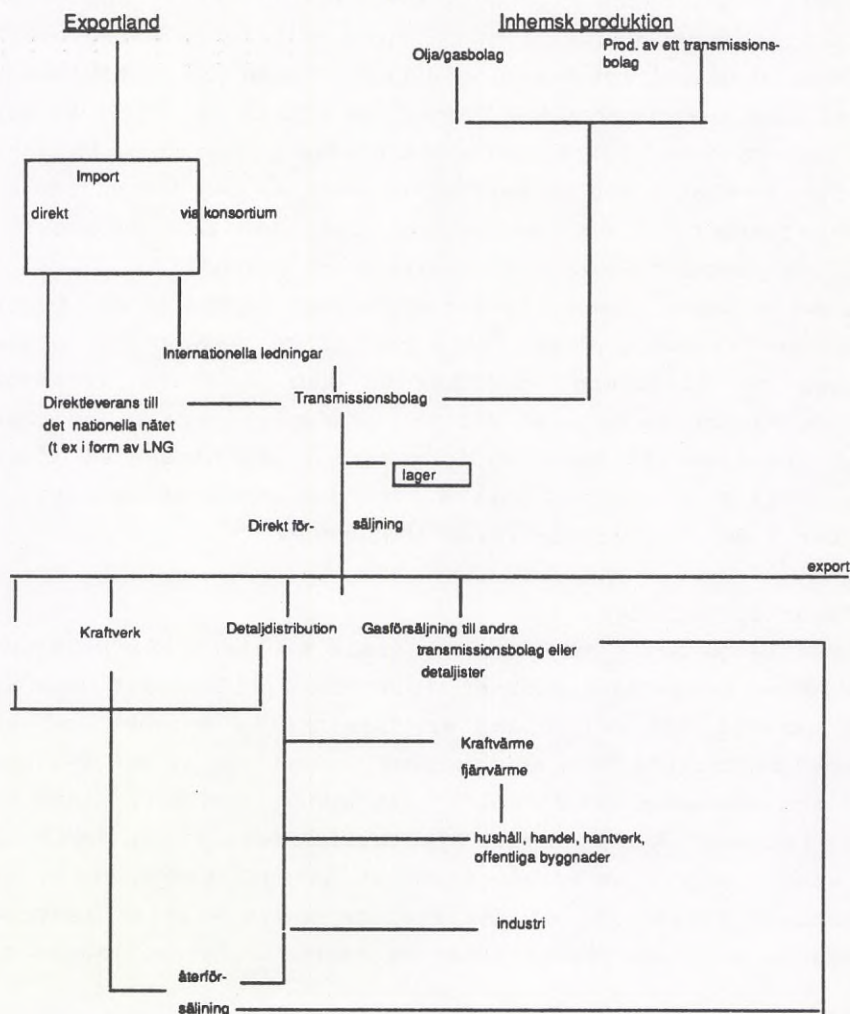 Exportland
Inhemsk produktion
Olja/gasbolag
Prod. av ett transmissions-
bolag
Import
direkt
via konsortium
Internationella ledningar
Direktleverans till
det nationella nätet
(t ex i form av LNG
Transmissionsbolag
lager
Direkt för-
säljning
export
Kraftverk
Detaljdistribution
Gasförsäljning till andra
transmissionsbolag eller
detaljister
Kraftvärme
fjärrvärme
hushåll, handel, hantverk,
offentliga byggnader
industri
återför-
säljning